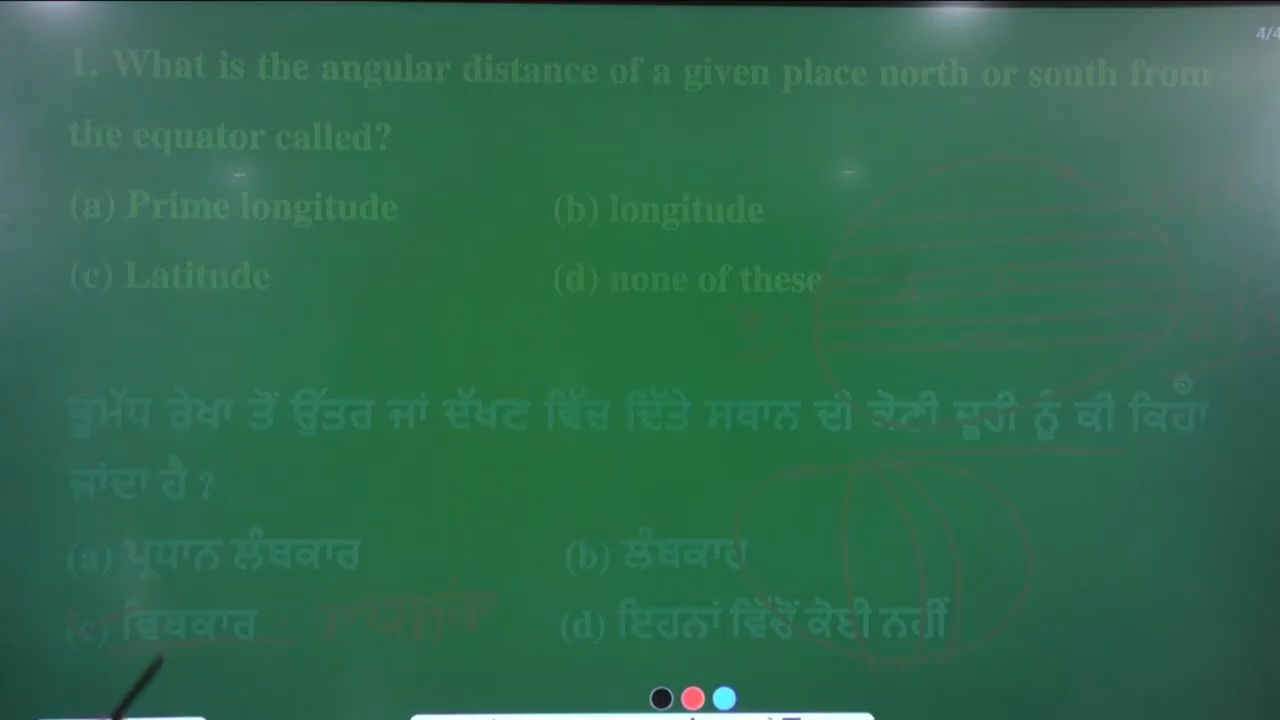 1. What is the angular distance of a given place north or south from
the equator called?
(a) Prime longitude (b) longitude
(c) Latitude (d) none of these
ਭੂਮੱਧ ਰੇਖਾ ਤੋਂ ਉੱਤਰ ਜਾਂ ਦੱਖਣ ਵਿੱਚ ਦਿੱਤੇ ਸਥਾਨ ਦੀ ਕੋਣੀ ਦੂਰੀ ਨੂੰ ਕੀ ਕਿਹਾ
ਜਾਂਦਾ ਹੈ ?
(a) ਪ੍ਰਧਾਨ ਲੰਬਕਾਰ (b) ਲੰਬਕਾਰ
(c) ਵਿਥਕਾਰ (d) ਇਹਨਾਂ ਵਿੱਚੋਂ ਕੋਈ ਨਹੀਂ